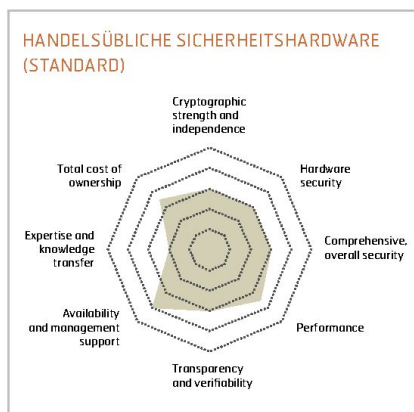 HANDELSÜBLICHE SICHERHEITSHARDWARE
(STANDARD)
Cryptographic
strength and
independence
Total cost of
ownership
Hardware
security
Expertise and
knowledge
transfer
Comprehensive,
overall security
Availability
and management
support
Performance
Transparency
and verifiability